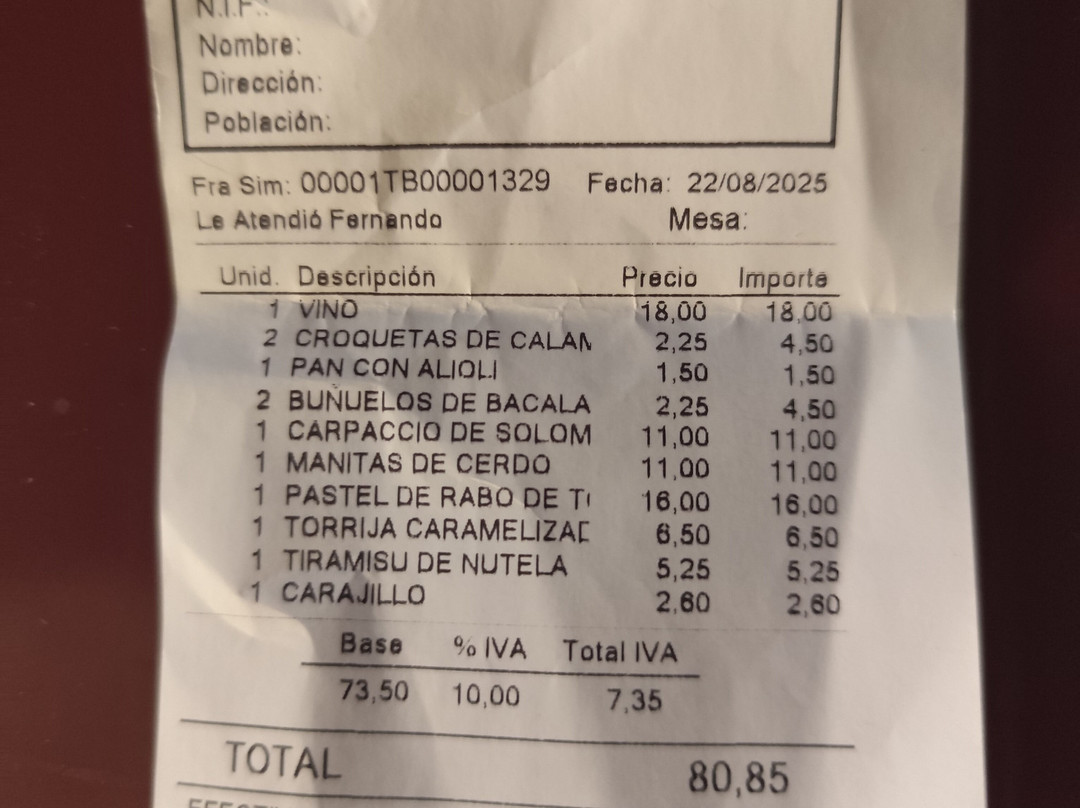 N.I.F.:
Nombre:
Dirección:
Población:
Fra Sim: 00001TB00001329 Fecha: 22/08/2025
Le Atendió Fernando Mesa:
Unid. Descripción Precio Importe
1 VINO 18,00 18,00
2 CROQUETAS DE CALAM 2,25 4,50
1 PAN CON ALIOLI 1,50 1,50
2 BUÑUELOS DE BACALA 2,25 4,50
1 CARPACCIO DE SOLOM 11,00 11,00
1 MANITAS DE CERDO 11,00 11,00
1 PASTEL DE RABO DE T 16,00 16,00
1 TORRIJA CARAMELIZAD 6,50 6,50
1 TIRAMISU DE NUTELA 5,25 5,25
1 CARAJILLO 2,60 2,60
Base % IVA Total IVA
73,50 10,00 7,35
TOTAL 80,85